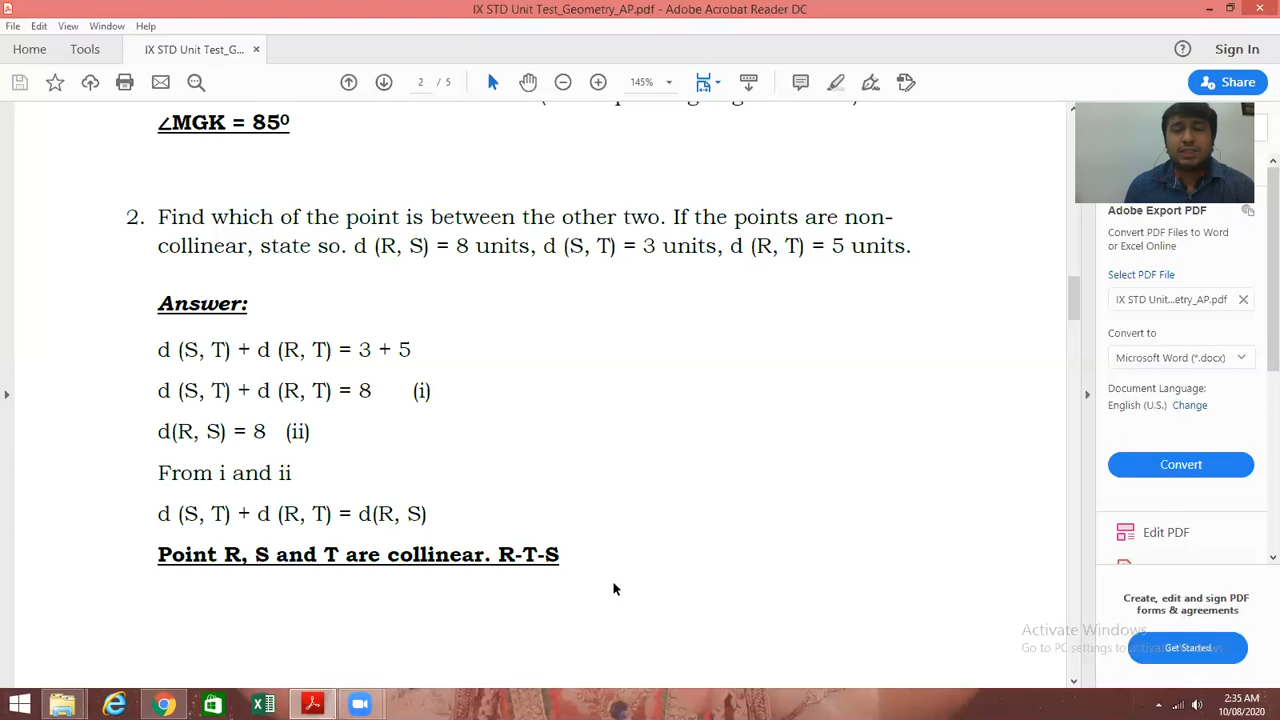 IX STD Unit Test_Geometry_AP.pdf - Adobe Acrobat Reader DC
File Edit View Window Help
Home Tools IX STD Unit Test_G... × Sign In
2 / 5 145% Share
∠MGK = 85⁰
2. Find which of the point is between the other two. If the points are non-
collinear, state so. d (R, S) = 8 units, d (S, T) = 3 units, d (R, T) = 5 units.
Answer:
d (S, T) + d (R, T) = 3 + 5
d (S, T) + d (R, T) = 8 (i)
d(R, S) = 8 (ii)
From i and ii
d (S, T) + d (R, T) = d(R, S)
Point R, S and T are collinear. R-T-S
Adobe Export PDF
Convert PDF Files to Word
or Excel Online
Select PDF File
IX STD Unit...etry_AP.pdf ×
Convert to
Microsoft Word (*.docx)
Document Language:
English (U.S.) Change
Convert
Edit PDF
Create, edit and sign PDF
forms & agreements
Get Started
Activate Windows
Go to PC settings to
2:35 AM
10/08/2020